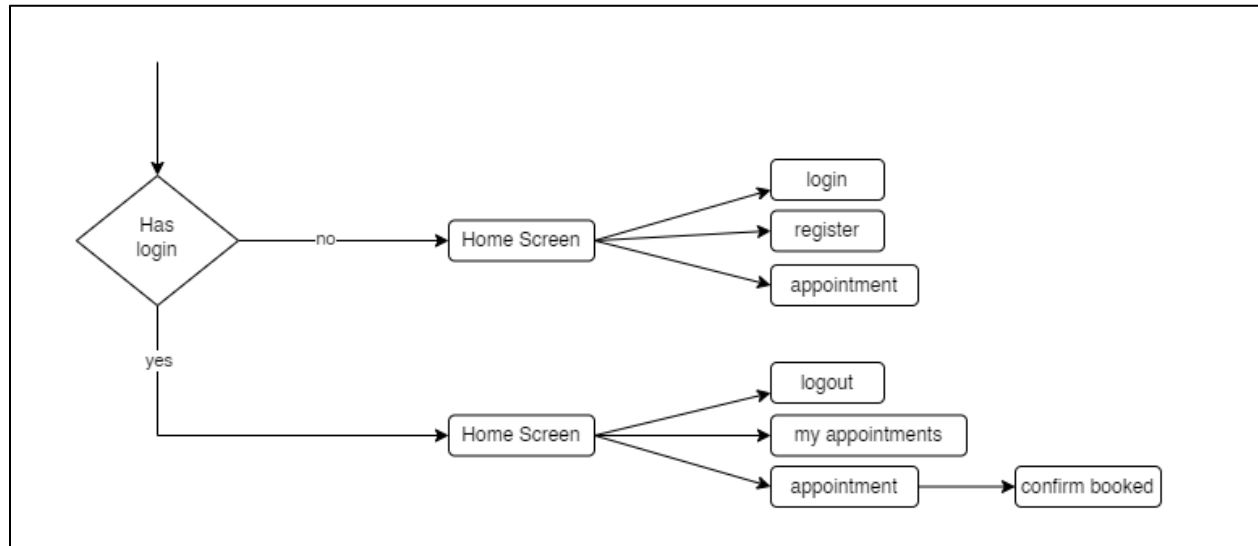 Has
login
no
Home Screen
login
register
appointment
yes
Home Screen
logout
my appointments
appointment
confirm booked